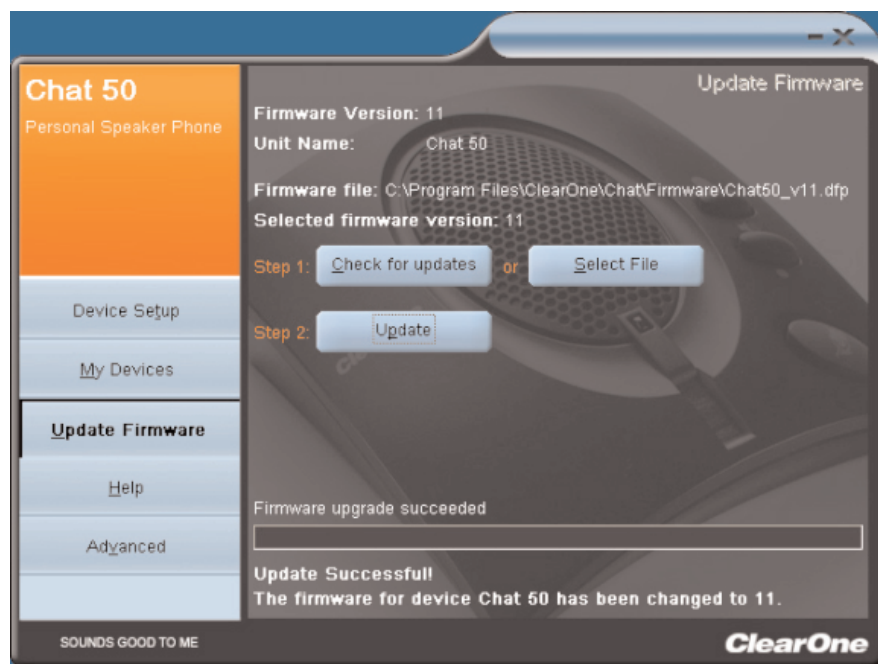 Chat 50
Personal Speaker Phone
Device Setup
My Devices
Update Firmware
Help
Advanced
SOUNDS GOOD TO ME
Update Firmware
Firmware Version: 11
Unit Name: Chat 50
Firmware file: C:\Program Files\ClearOne\Chat\Firmware\Chat50_v11.dfp
Selected firmware version: 11
Step 1: Check for updates or Select File
Step 2: Update
Firmware upgrade succeeded
Update Successful!
The firmware for device Chat 50 has been changed to 11.
ClearOne